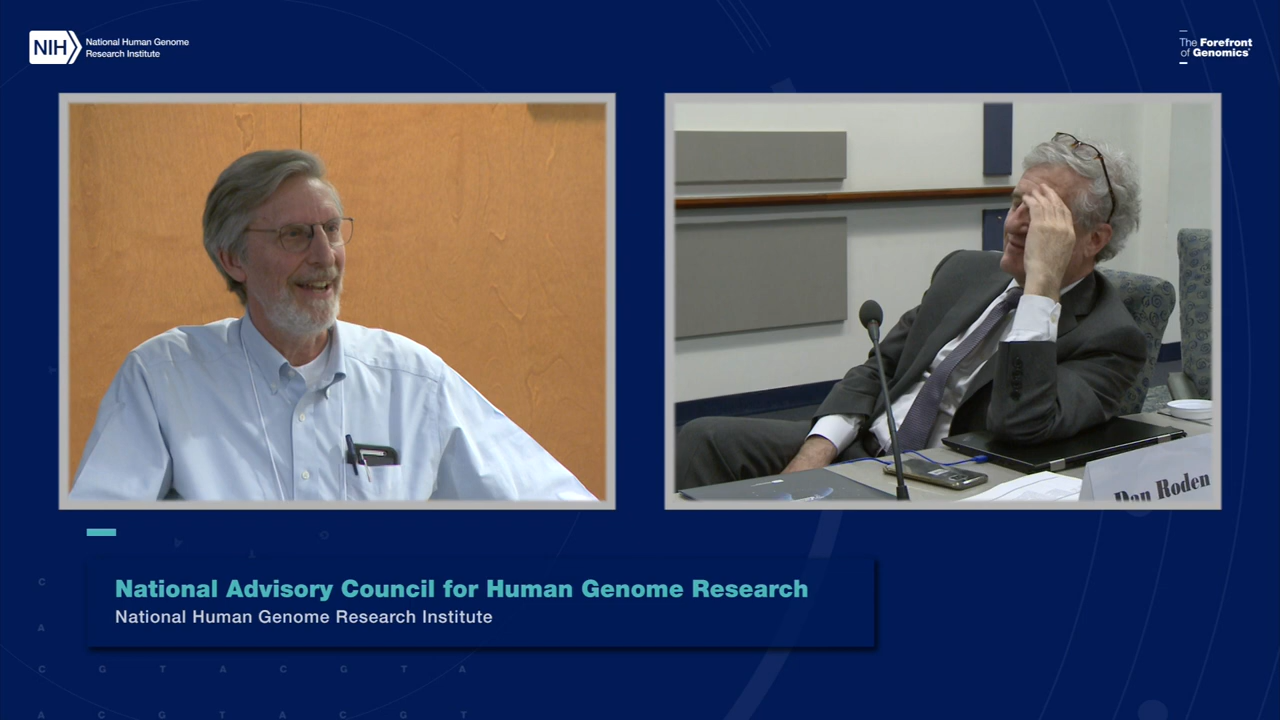 NIH
National Human Genome
Research Institute
The Forefront
of Genomics®
Dan Roden
National Advisory Council for Human Genome Research
National Human Genome Research Institute
C
A
C G T A C G T A
A C G T A C G T